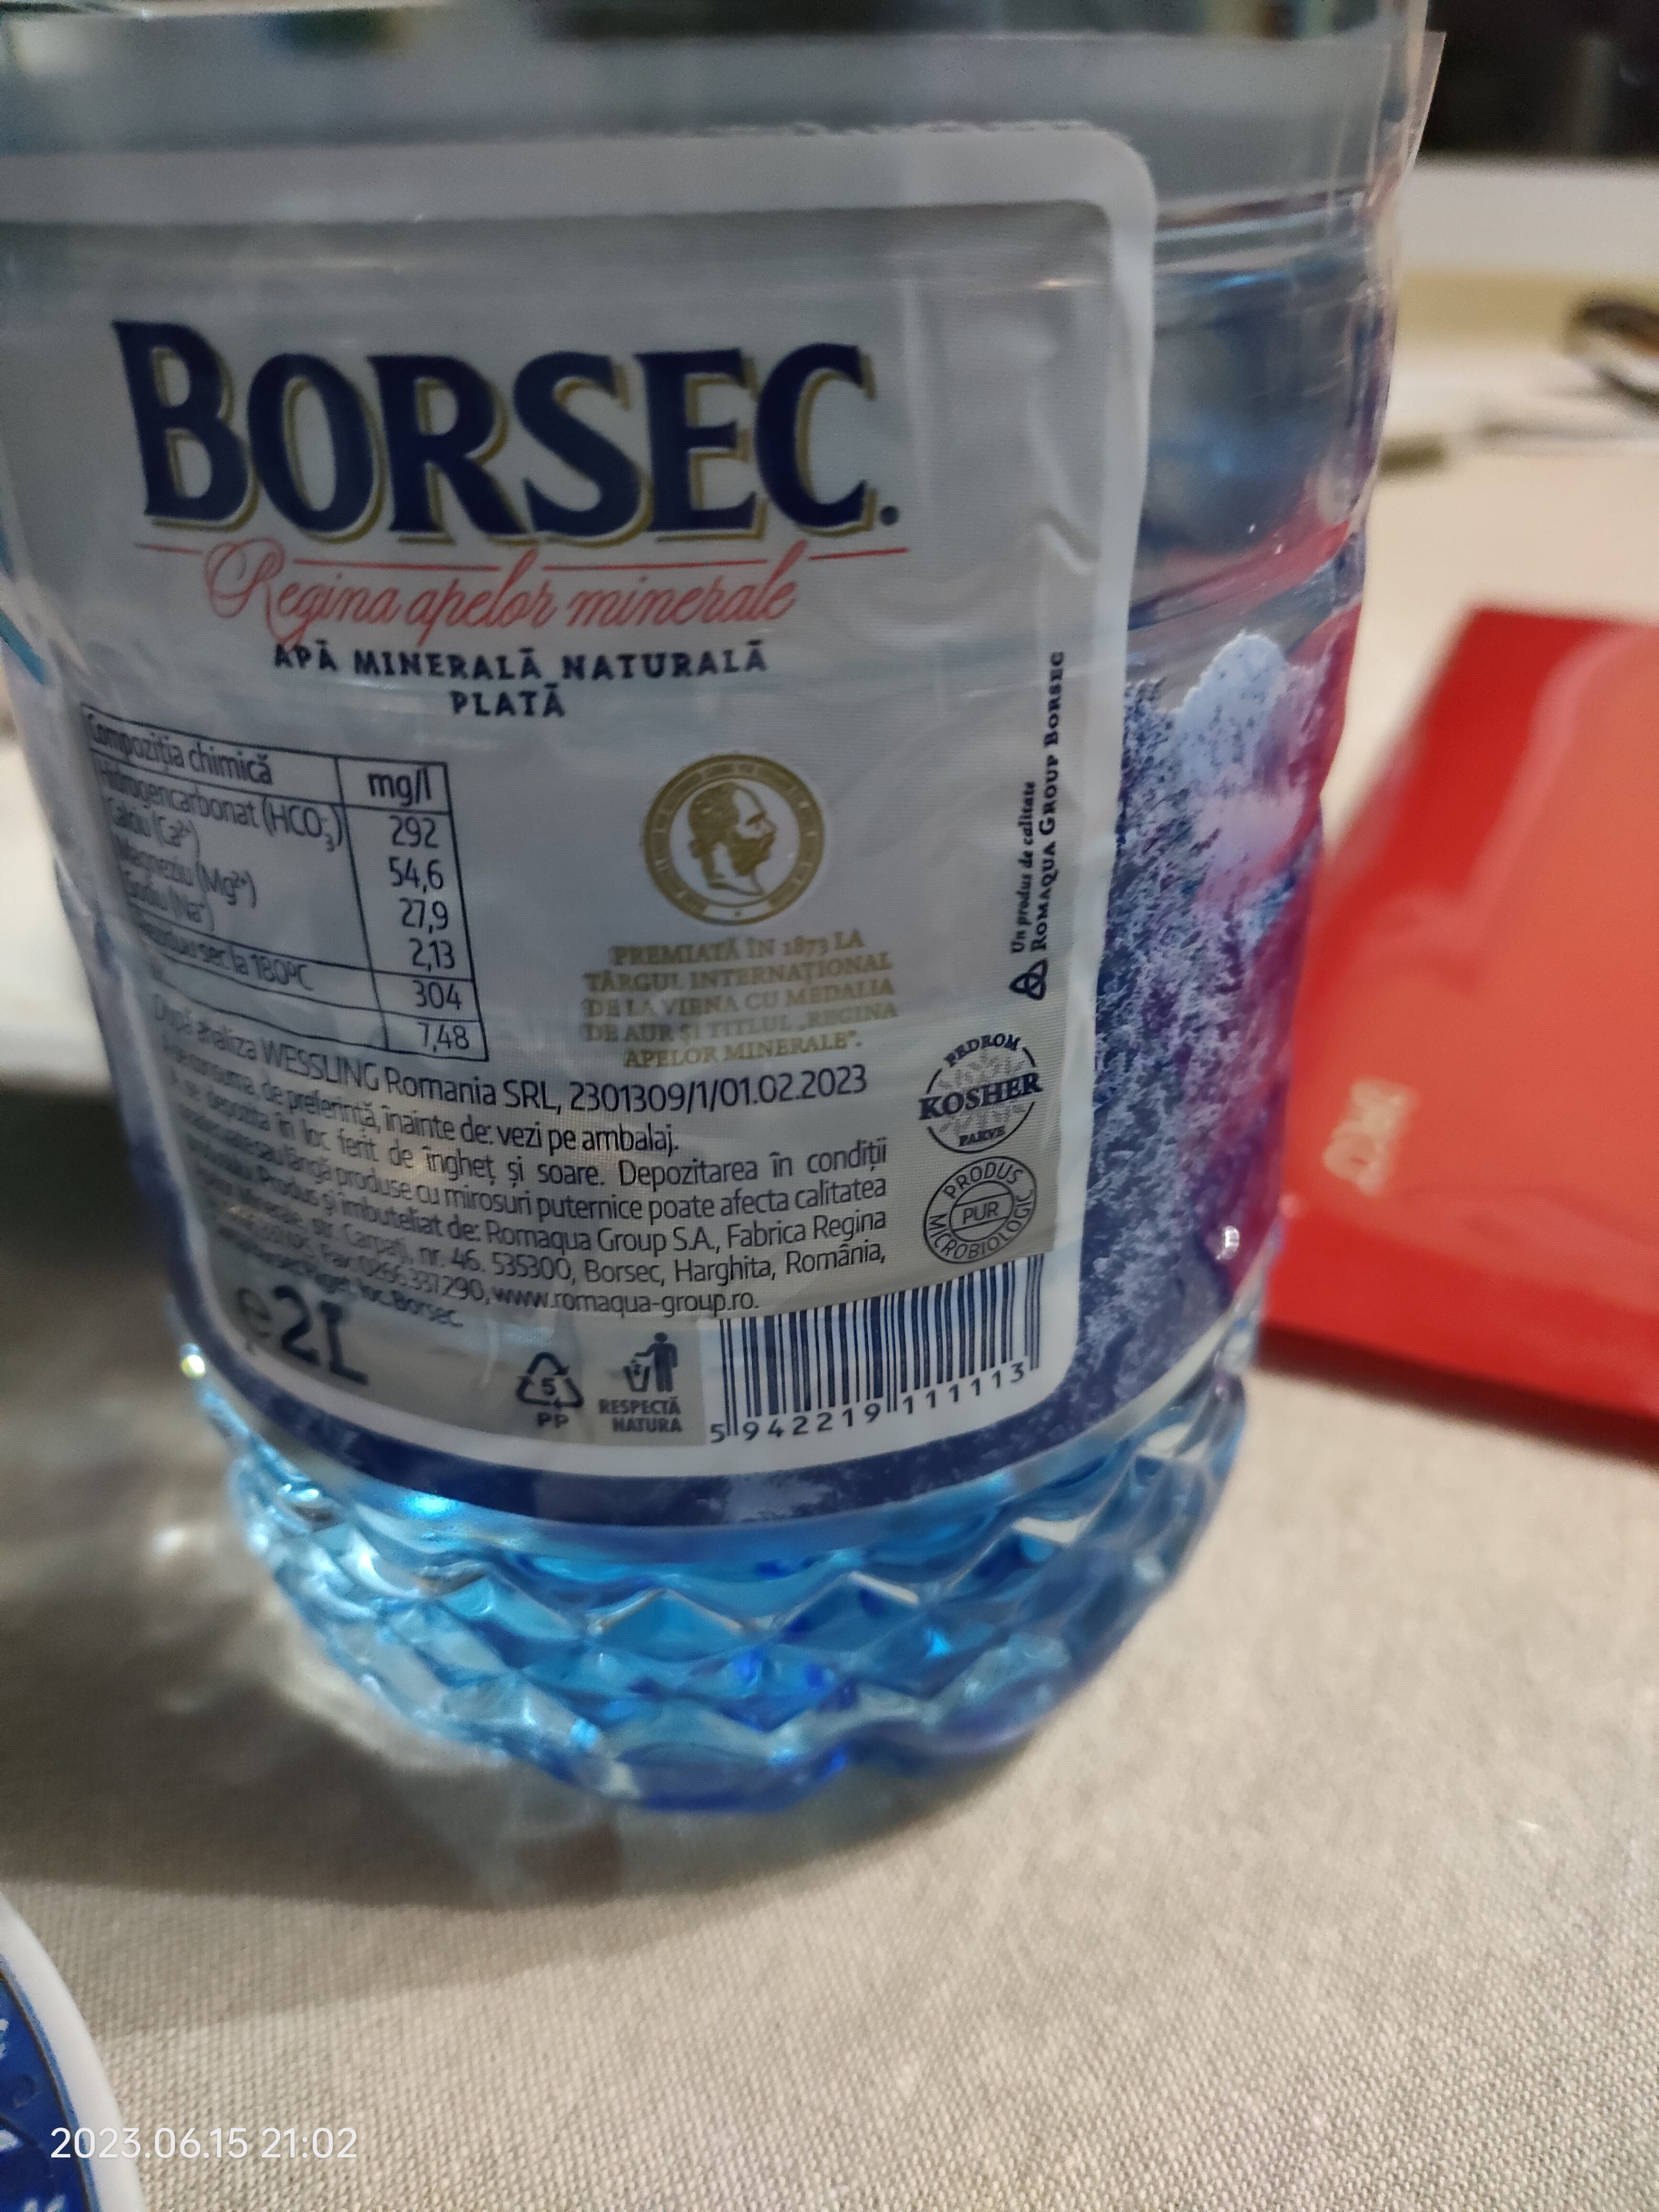 BORSEC.
Regina apelor minerale
APĂ MINERALĂ NATURALĂ
PLATĂ
Compoziția chimică mg/l
Hidrogencarbonat (HCO₃⁻) 292
Calciu (Ca²⁺) 54,6
Magneziu (Mg²⁺) 27,9
Sodiu (Na⁺) 2,13
Reziduu sec la 180ºC 304
7,48
După analiza WESSLING Romania SRL, 2301309/1/01.02.2023
A se consuma, de preferință, înainte de: vezi pe ambalaj.
A se depozita în loc ferit de îngheț și soare. Depozitarea în condiții
sau lângă produse cu mirosuri puternice poate afecta calitatea
Produs și îmbuteliat de: Romaqua Group S.A., Fabrica Regina
Apelor Minerale, str. Carpați, nr. 46. 535300, Borsec, Harghita, România,
Fax: 0266 337290, www.romaqua-group.ro.
loc. Borsec.
e 2L
5
PP
RESPECTĂ
NATURA
PREMIATĂ ÎN 1873 LA
TÂRGUL INTERNAȚIONAL
DE LA VIENA CU MEDALIA
DE AUR ȘI TITLUL „REGINA
APELOR MINERALE”.
Un produs de calitate
ROMAQUA GROUP BORSEC
PEDROM
KOSHER
PARVE
PRODUS
PUR
MICROBIOLOGIC
5 942219 111113
2023.06.15 21:02